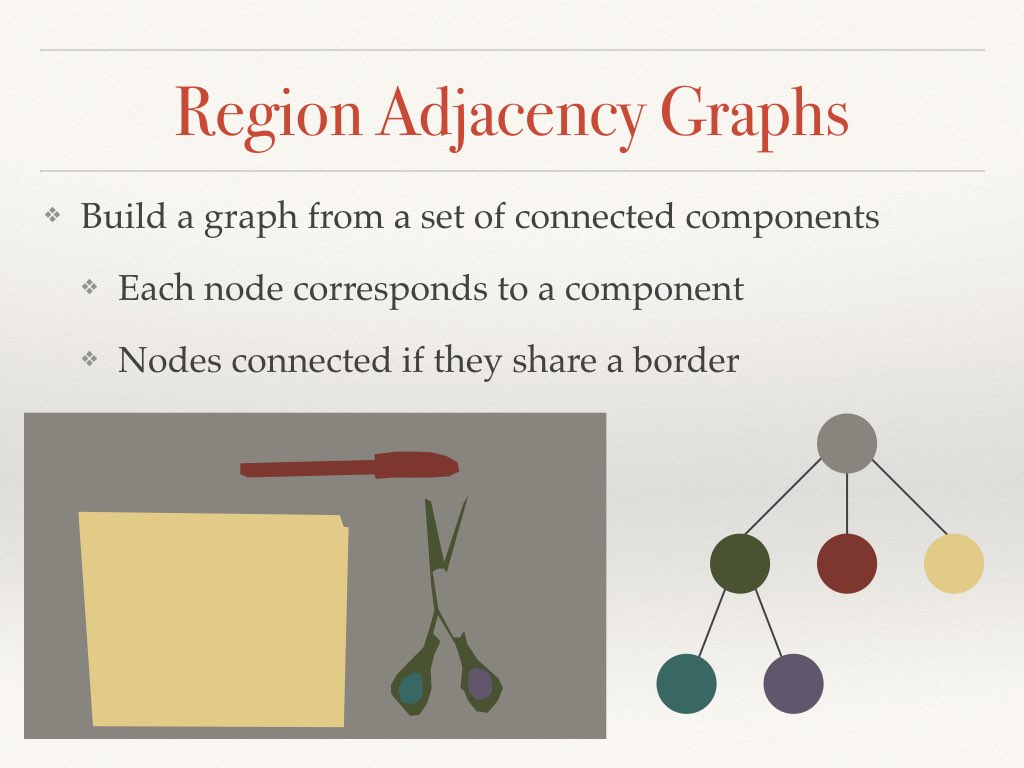 Region Adjacency Graphs
Build a graph from a set of connected components
Each node corresponds to a component
Nodes connected if they share a border